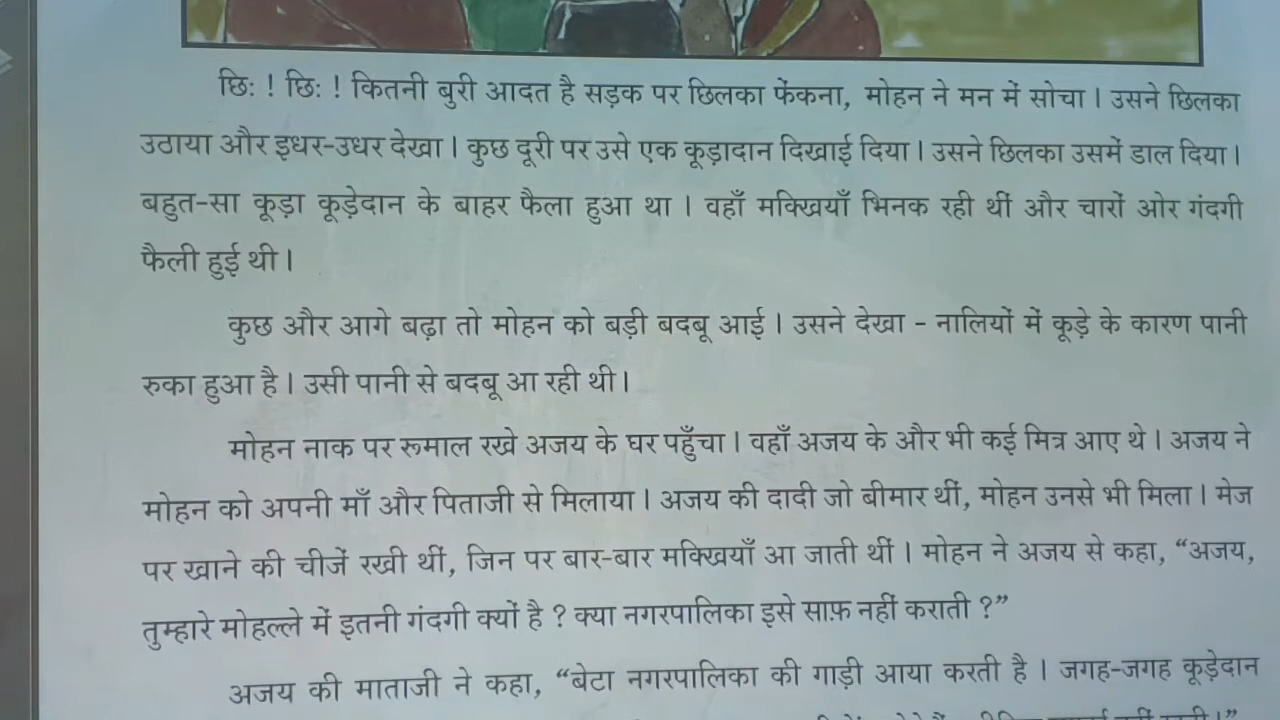 छिः ! छिः ! कितनी बुरी आदत है सड़क पर छिलका फेंकना, मोहन ने मन में सोचा । उसने छिलका
उठाया और इधर-उधर देखा । कुछ दूरी पर उसे एक कूड़ादान दिखाई दिया । उसने छिलका उसमें डाल दिया ।
बहुत-सा कूड़ा कूड़ेदान के बाहर फैला हुआ था । वहाँ मक्खियाँ भिनक रही थीं और चारों ओर गंदगी
फैली हुई थी ।
कुछ और आगे बढ़ा तो मोहन को बड़ी बदबू आई । उसने देखा - नालियों में कूड़े के कारण पानी
रुका हुआ है । उसी पानी से बदबू आ रही थी ।
मोहन नाक पर रूमाल रखे अजय के घर पहुँचा । वहाँ अजय के और भी कई मित्र आए थे । अजय ने
मोहन को अपनी माँ और पिताजी से मिलाया । अजय की दादी जो बीमार थीं, मोहन उनसे भी मिला । मेज
पर खाने की चीजें रखी थीं, जिन पर बार-बार मक्खियाँ आ जाती थीं । मोहन ने अजय से कहा, “अजय,
तुम्हारे मोहल्ले में इतनी गंदगी क्यों है ? क्या नगरपालिका इसे साफ़ नहीं कराती ?”
अजय की माताजी ने कहा, “बेटा नगरपालिका की गाड़ी आया करती है । जगह-जगह कूड़ेदान